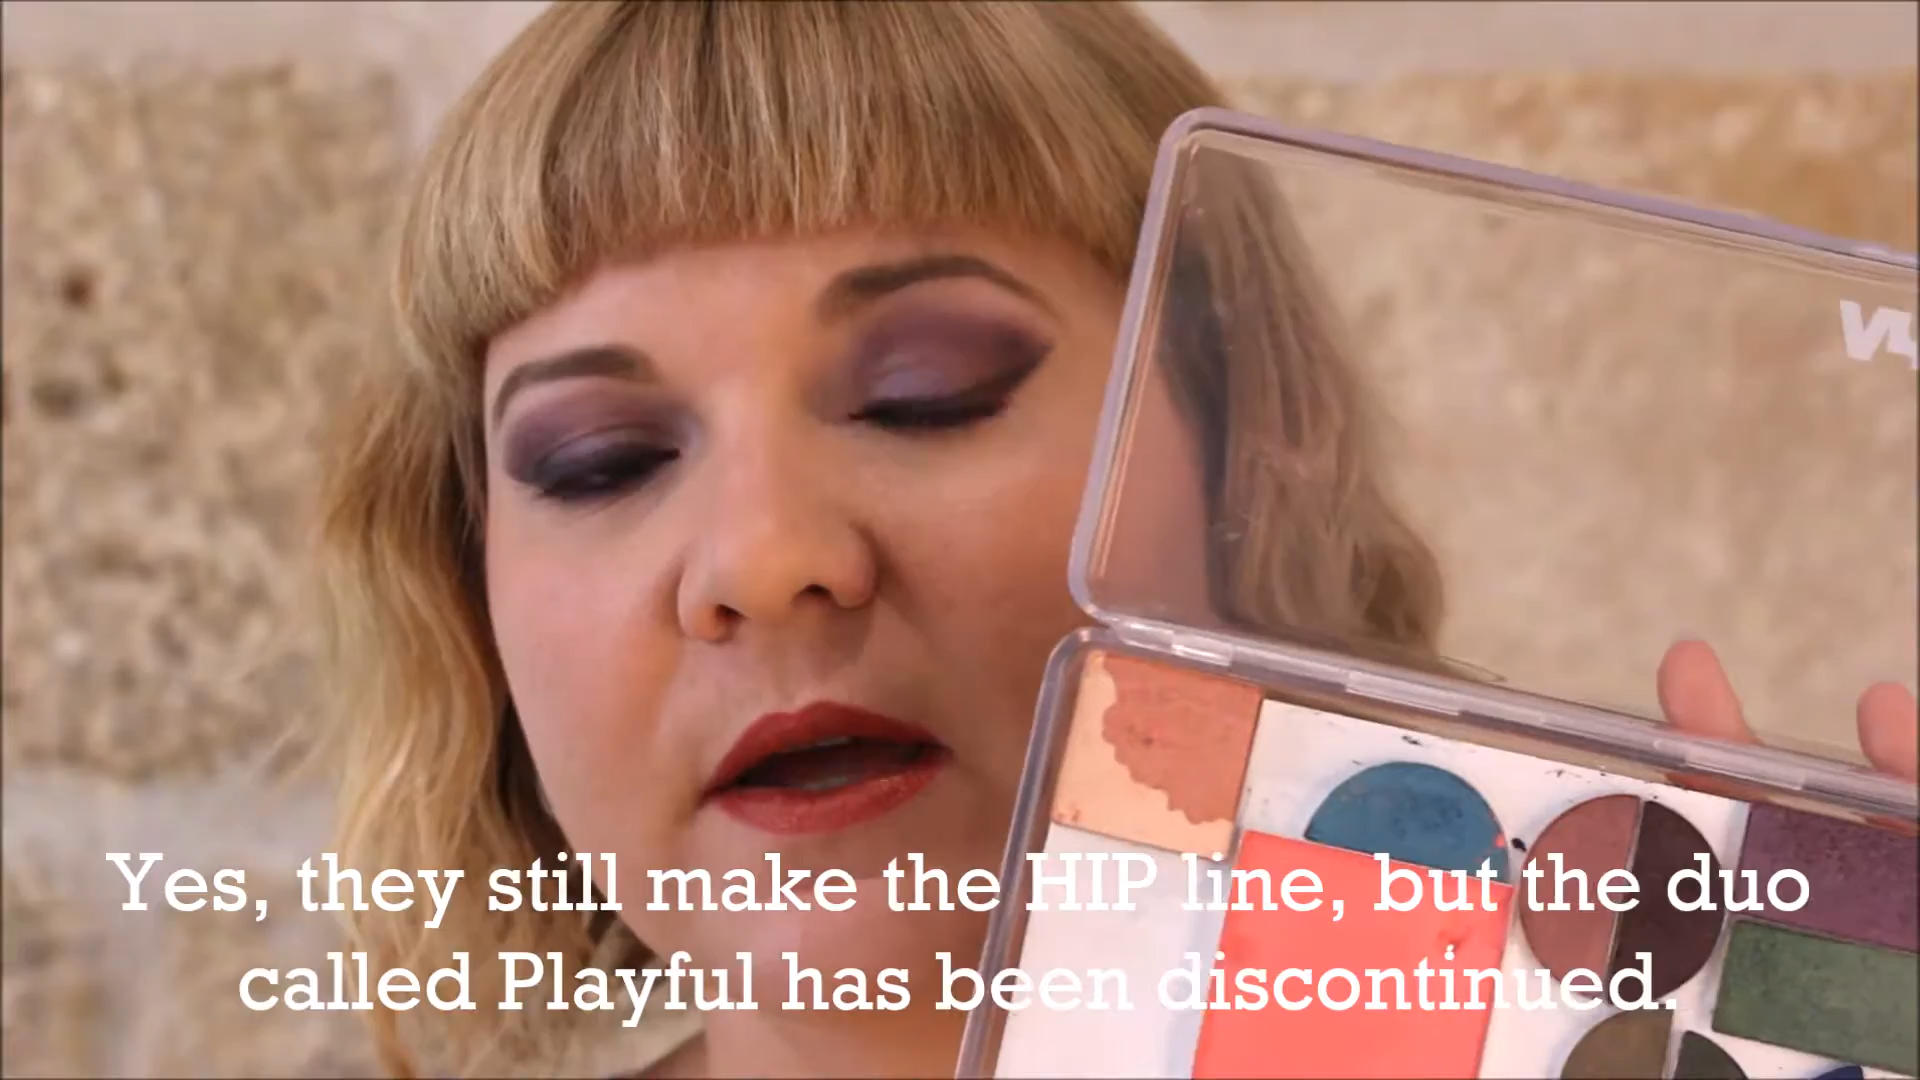 Yes, they still make the HIP line, but the duo
called Playful has been discontinued.